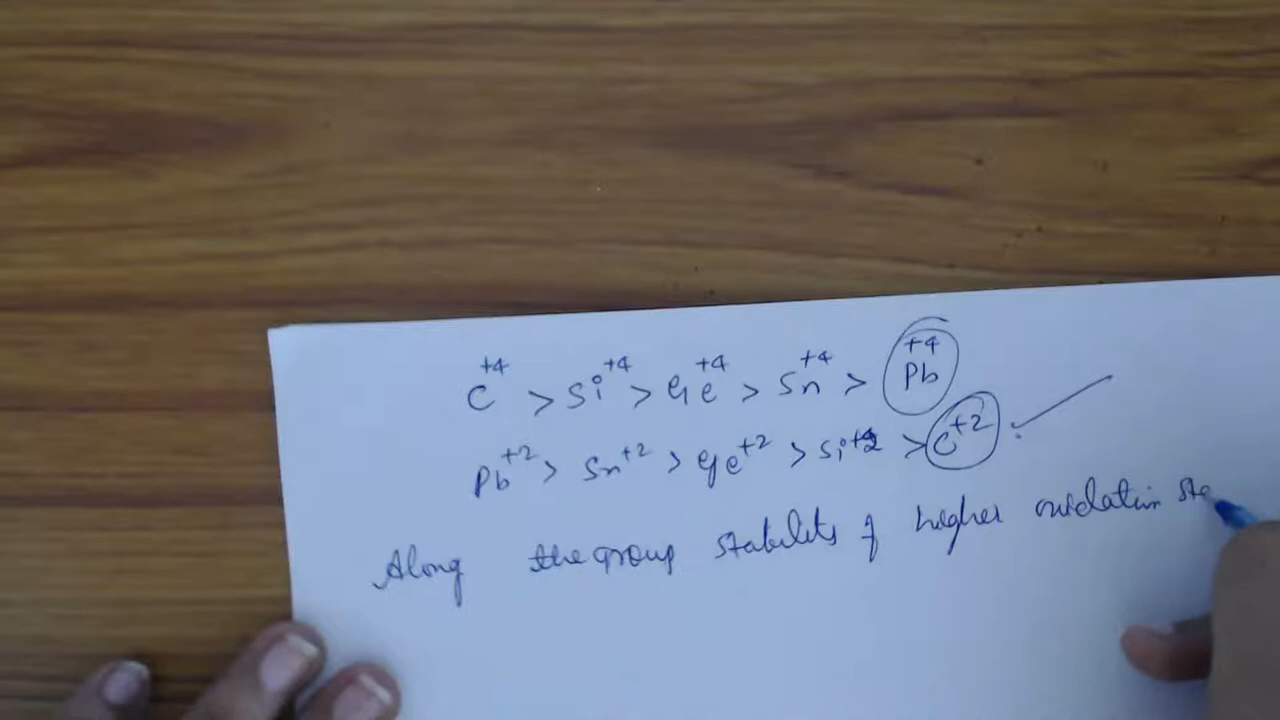 C⁺⁴ > Si⁺⁴ > Ge⁺⁴ > Sn⁺⁴ > Pb⁺⁴
Pb⁺² > Sn⁺² > Ge⁺² > Si⁺² > C⁺²
Along the group stability of higher oxidation sta